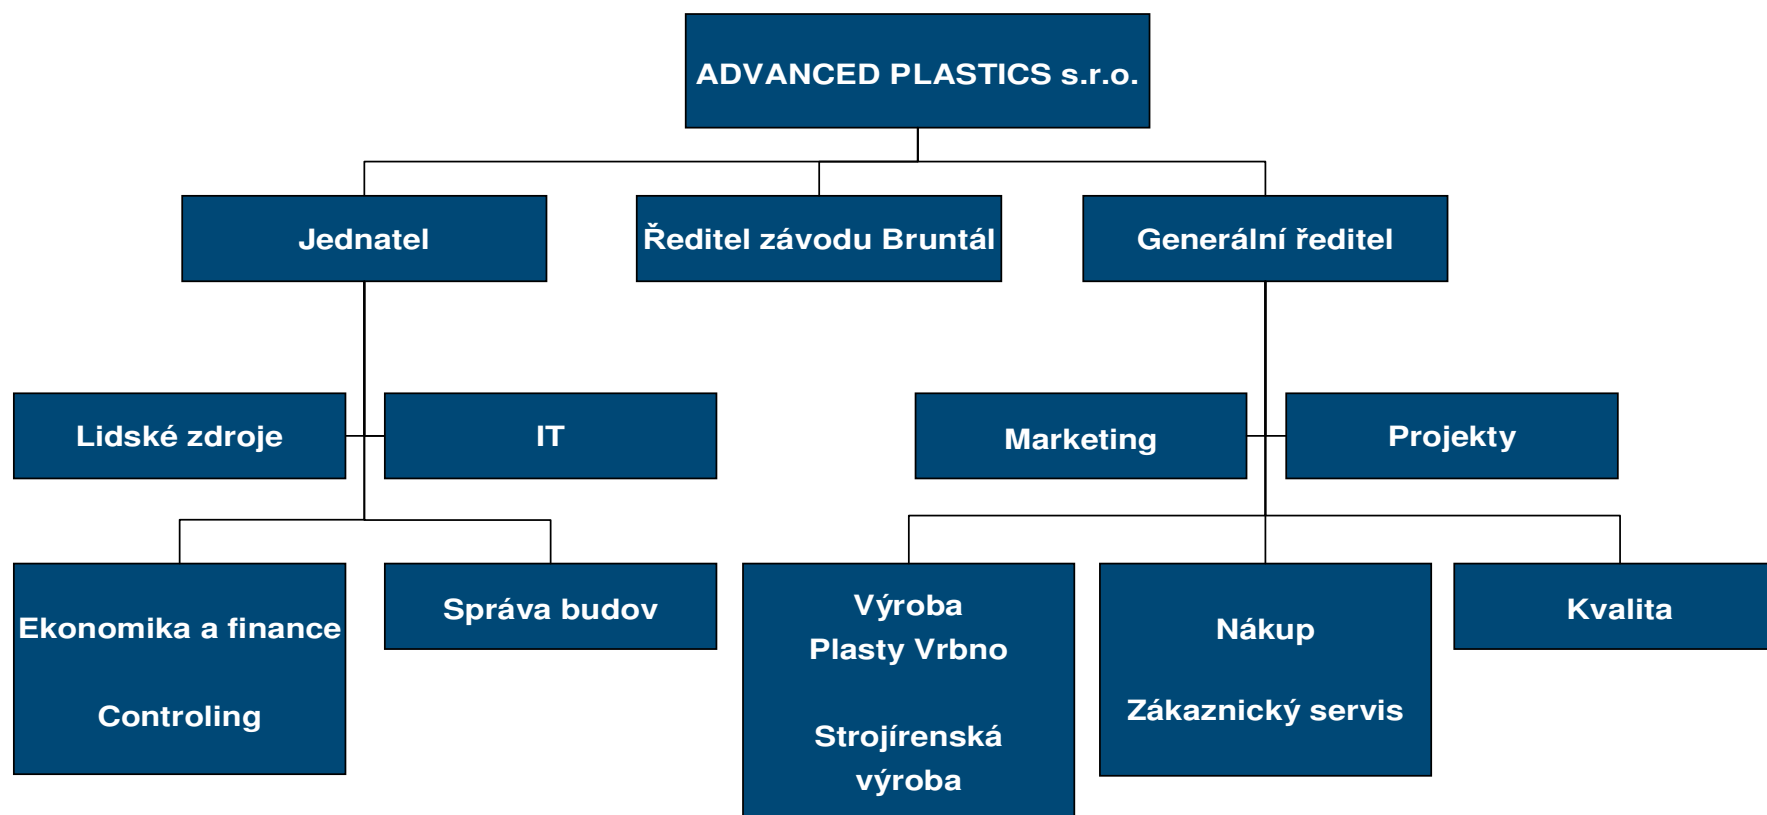 ADVANCED PLASTICS s.r.o.
Jednatel
Ředitel závodu Bruntál
Generální ředitel
Lidské zdroje
IT
Marketing
Projekty
Ekonomika a finance
Controling
Správa budov
Výroba
Plasty Vrbno
Strojírenská
výroba
Nákup
Zákaznický servis
Kvalita